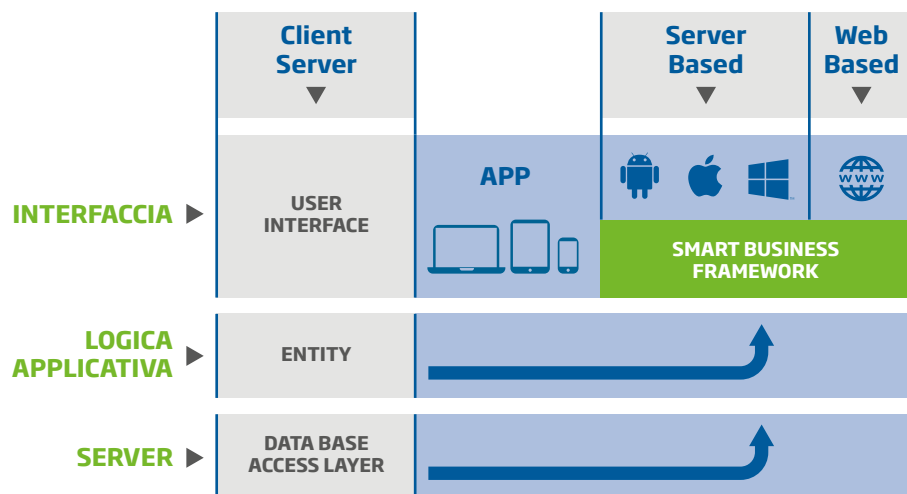 Client
Server
Server
Based
Web
Based
INTERFACCIA
USER
INTERFACE
APP
WWW
SMART BUSINESS
FRAMEWORK
LOGICA
APPLICATIVA
ENTITY
SERVER
DATA BASE
ACCESS LAYER